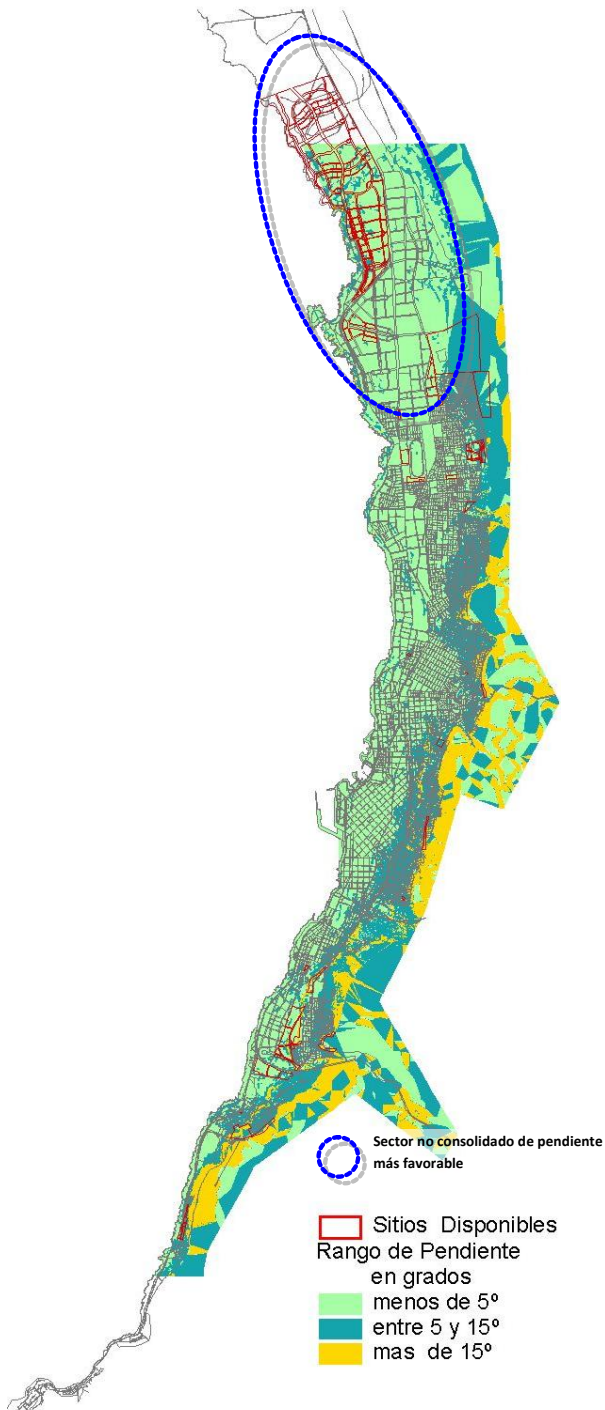 Sector no consolidado de pendiente
más favorable
Sitios Disponibles
Rango de Pendiente
en grados
menos de 5º
entre 5 y 15º
mas de 15º